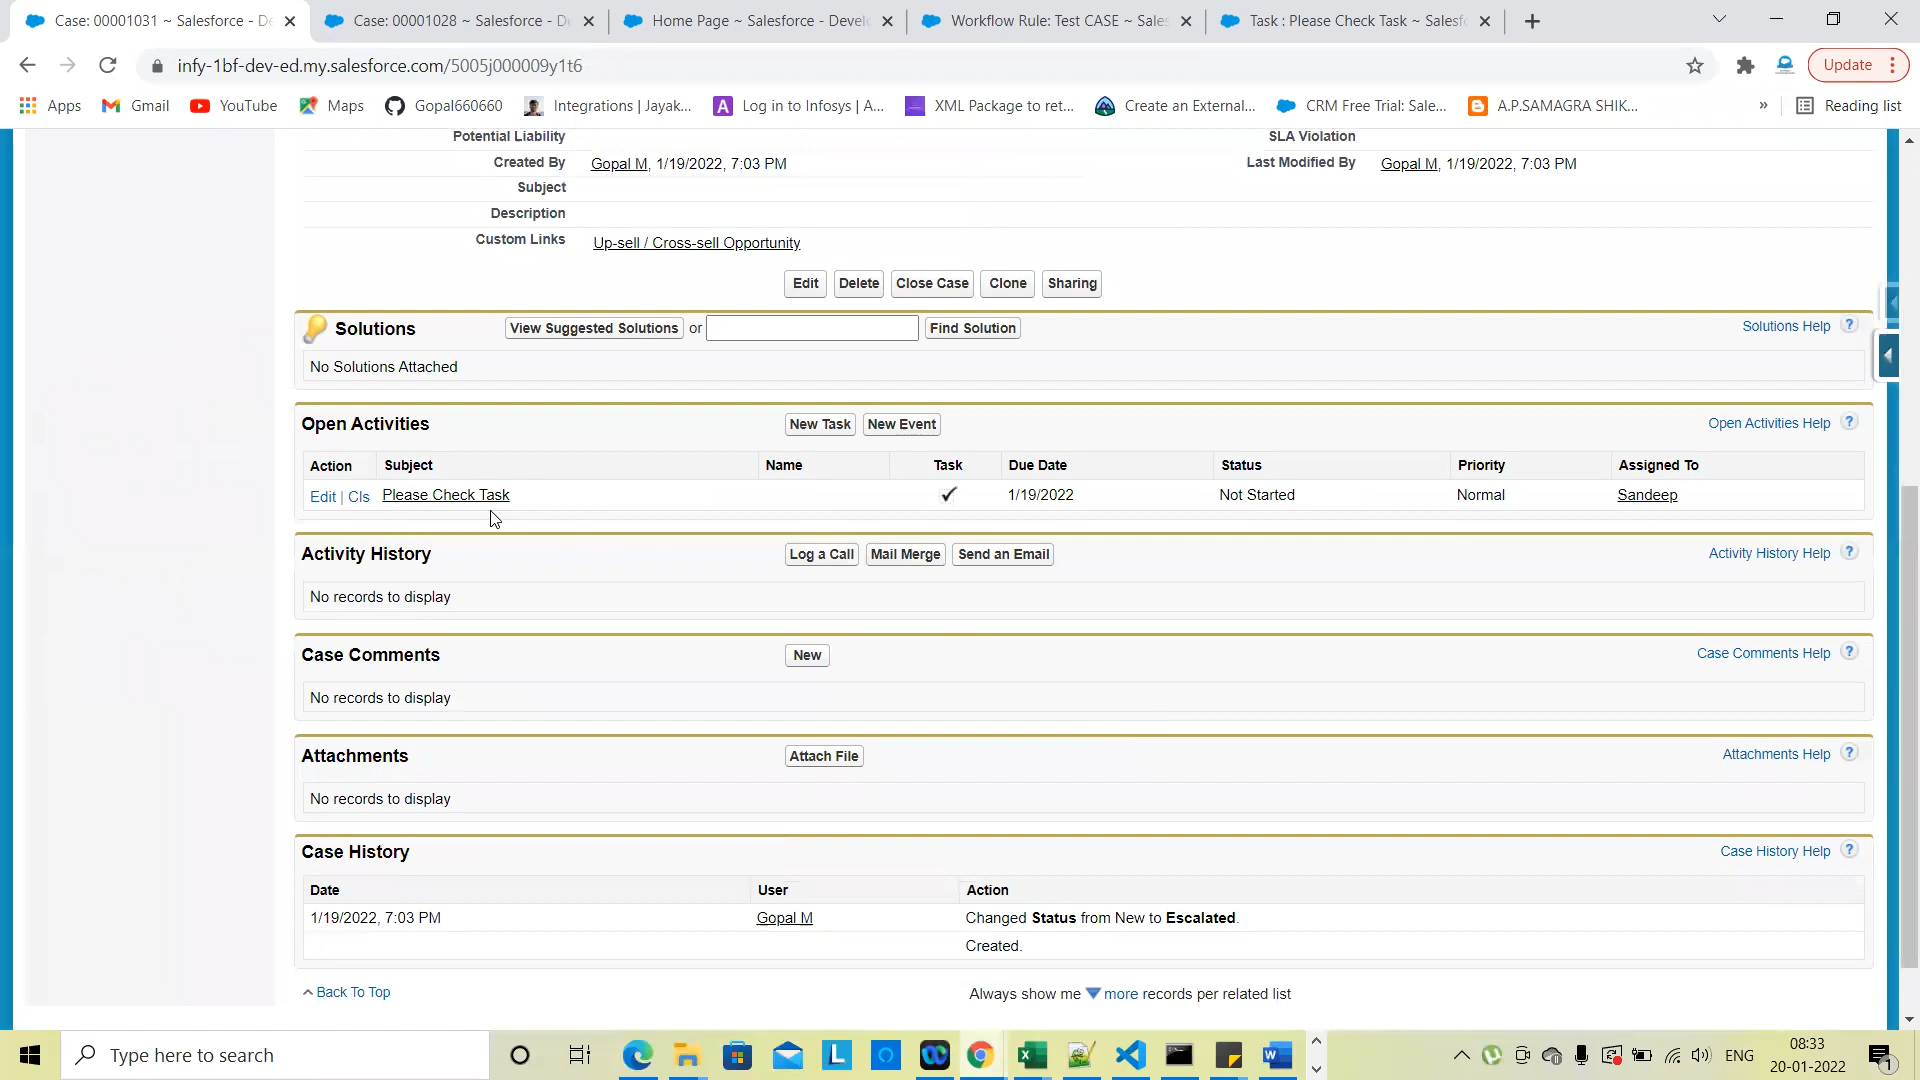 Case: 00001031 ~ Salesforce - De
Case: 00001028 ~ Salesforce - D
Home Page ~ Salesforce - Develo
Workflow Rule: Test CASE ~ Sales
Task : Please Check Task ~ Salesf
infy-1bf-dev-ed.my.salesforce.com/5005j000009y1t6
Update
Apps
Gmail
YouTube
Maps
Gopal660660
Integrations | Jayak...
Log in to Infosys | A...
XML Package to ret...
Create an External...
CRM Free Trial: Sale...
A.P.SAMAGRA SHIK...
»
Reading list
Potential Liability
SLA Violation
Created By Gopal M, 1/19/2022, 7:03 PM
Last Modified By Gopal M, 1/19/2022, 7:03 PM
Subject
Description
Custom Links Up-sell / Cross-sell Opportunity
Edit Delete Close Case Clone Sharing
Solutions View Suggested Solutions or Find Solution Solutions Help ?
No Solutions Attached
Open Activities New Task New Event Open Activities Help ?
Action Subject Name Task Due Date Status Priority Assigned To
Edit | Cls Please Check Task 1/19/2022 Not Started Normal Sandeep
Activity History Log a Call Mail Merge Send an Email Activity History Help ?
No records to display
Case Comments New Case Comments Help ?
No records to display
Attachments Attach File Attachments Help ?
No records to display
Case History Case History Help ?
Date User Action
1/19/2022, 7:03 PM Gopal M Changed Status from New to Escalated.
Created.
Back To Top Always show me more records per related list
Type here to search
ENG
08:33
20-01-2022
1